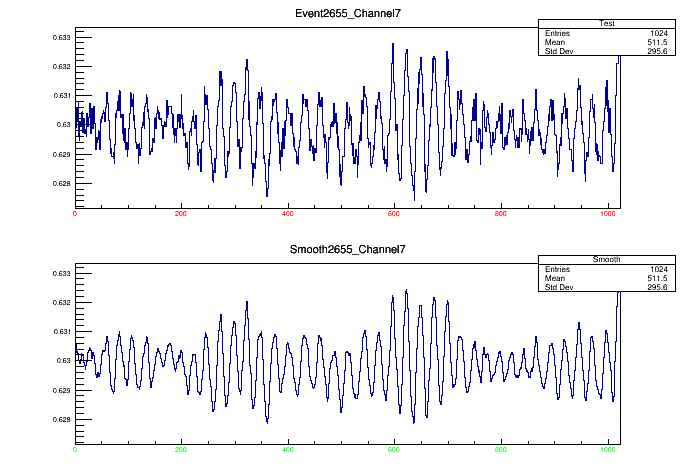 Event2655_Channel7
Test
Entries 1024
Mean 511.5
Std Dev 295.6
0.633
0.632
0.631
0.63
0.629
0.628
0 200 400 600 800 1000
Smooth2655_Channel7
Smooth
Entries 1024
Mean 511.5
Std Dev 295.6
0.633
0.632
0.631
0.63
0.629
0.628
0 200 400 600 800 1000